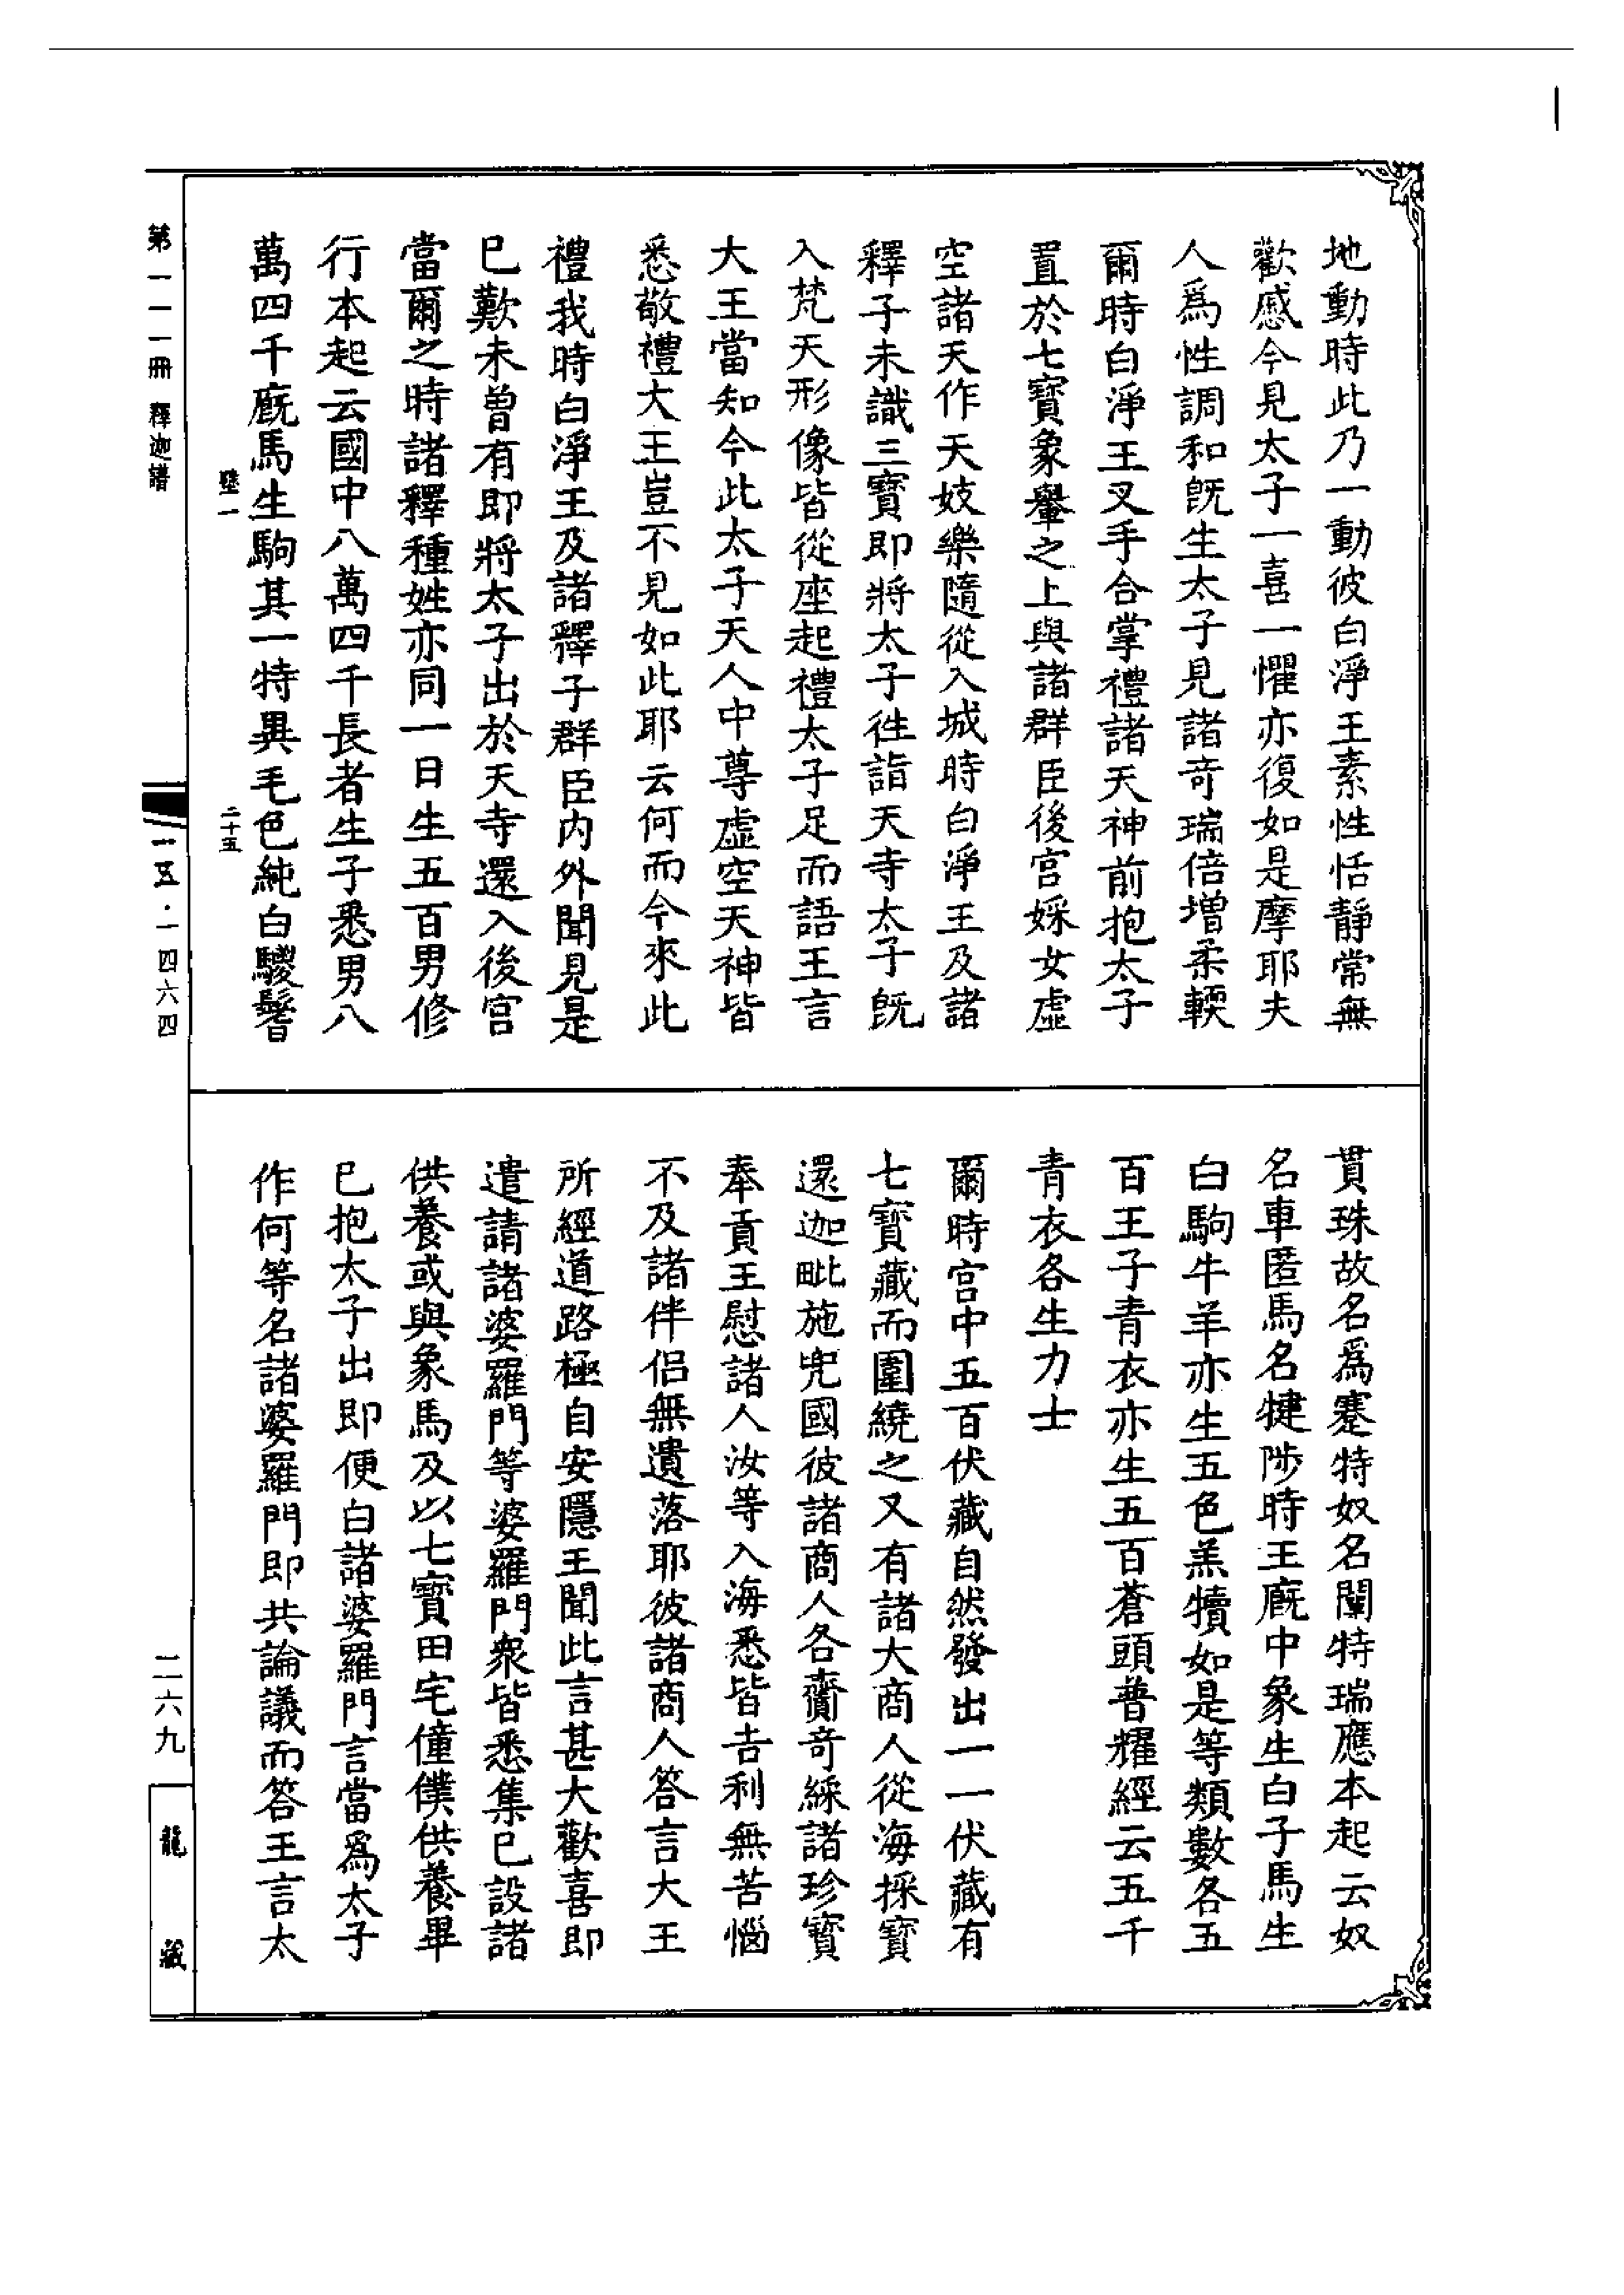 地動時此乃一動彼白淨王素性恬靜常無
歡感今見太子一喜一懼亦復如是摩耶夫
人爲性調和旣生太子見諸奇瑞倍增柔輭
爾時白淨王叉手合掌禮諸天神前抱太子
置於七寶象轝之上與諸群臣後宮婇女虛
空諸天作天妓樂隨從入城時白淨王及諸
釋子未識三寶即將太子徃詣天寺太子旣
入梵天形像皆從座起禮太子足而語王言
大王當知今此太子天人中尊虛空天神皆
悉敬禮大王豈不見如此耶云何而今來此
禮我時白淨王及諸釋子群臣内外聞見是
已歎未曾有即將太子出於天寺還入後宮
當爾之時諸釋種姓亦同一日生五百男修
行本起云國中八萬四千長者生子悉男八
萬四千廐馬生駒其一特異毛色純白騣鬐
塾一 二十五
貫珠故名爲蹇特奴名闡特瑞應本起云奴
名車匿馬名犍陟時王廐中象生白子馬生
白駒牛羊亦生五色羔犢如是等類數各五
百王子青衣亦生五百蒼頭普耀經云五千
青衣各生力士
爾時宮中五百伏藏自然發出一一伏藏有
七寶藏而圍繞之又有諸大商人從海採寶
還迦毗施兜國彼諸商人各齎奇綵諸珍寶
奉貢王慰諸人汝等入海悉皆吉利無苦惱
不及諸伴侣無遺落耶彼諸商人答言大王
所經道路極自安隱王聞此言甚大歡喜即
遣請諸婆羅門等婆羅門衆皆悉集已設諸
供養或與象馬及以七寶田宅僮僕供養畢
已抱太子出即便白諸婆羅門言當爲太子
作何等名諸婆羅門即共論議而答王言太
第一一一冊 釋迦譜
一五·一四六四
二六九
龍藏